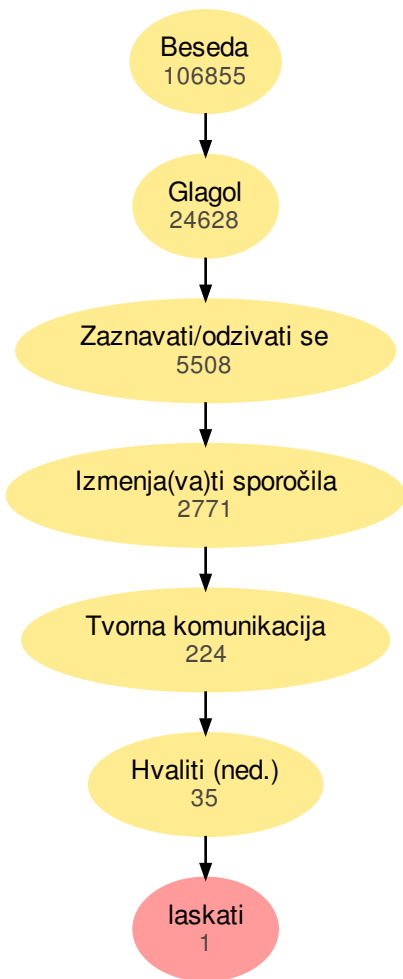 Beseda
106855
Glagol
24628
Zaznavati/odzivati se
5508
Izmenja(va)ti sporočila
2771
Tvorna komunikacija
224
Hvaliti (ned.)
35
laskati
1